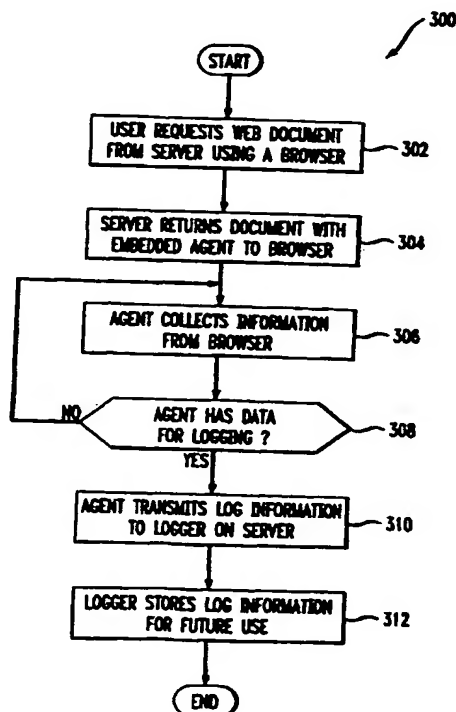 300
START
USER REQUESTS WEB DOCUMENT
FROM SERVER USING A BROWSER
302
SERVER RETURNS DOCUMENT WITH
EMBEDDED AGENT TO BROWSER
304
AGENT COLLECTS INFORMATION
FROM BROWSER
306
AGENT HAS DATA
FOR LOGGING ?
308
NO
YES
AGENT TRANSMITS LOG INFORMATION
TO LOGGER ON SERVER
310
LOGGER STORES LOG INFORMATION
FOR FUTURE USE
312
END